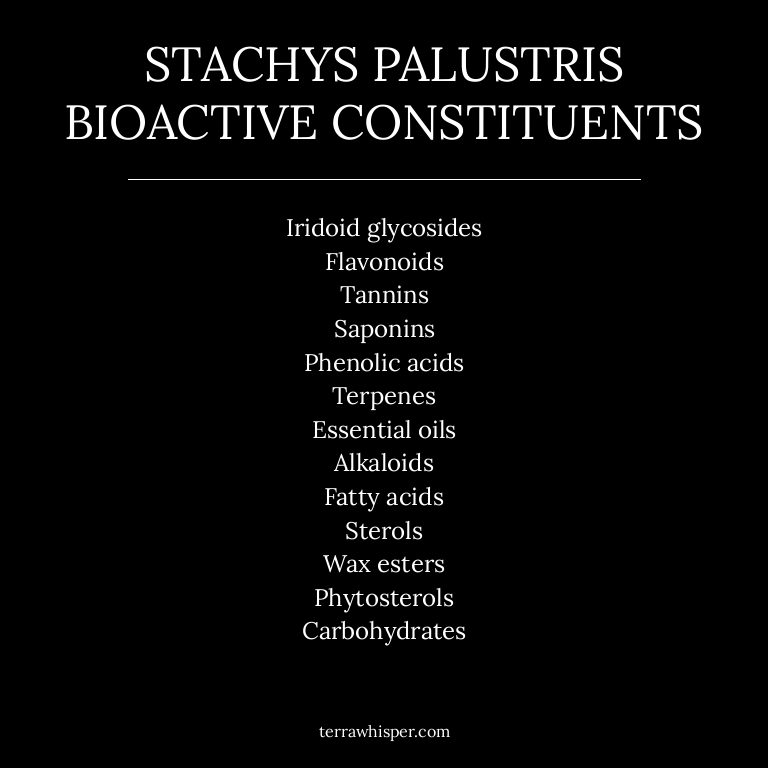 STACHYS PALUSTRIS
BIOACTIVE CONSTITUENTS
Iridoid glycosides
Flavonoids
Tannins
Saponins
Phenolic acids
Terpenes
Essential oils
Alkaloids
Fatty acids
Sterols
Wax esters
Phytosterols
Carbohydrates
terrawhisper.com